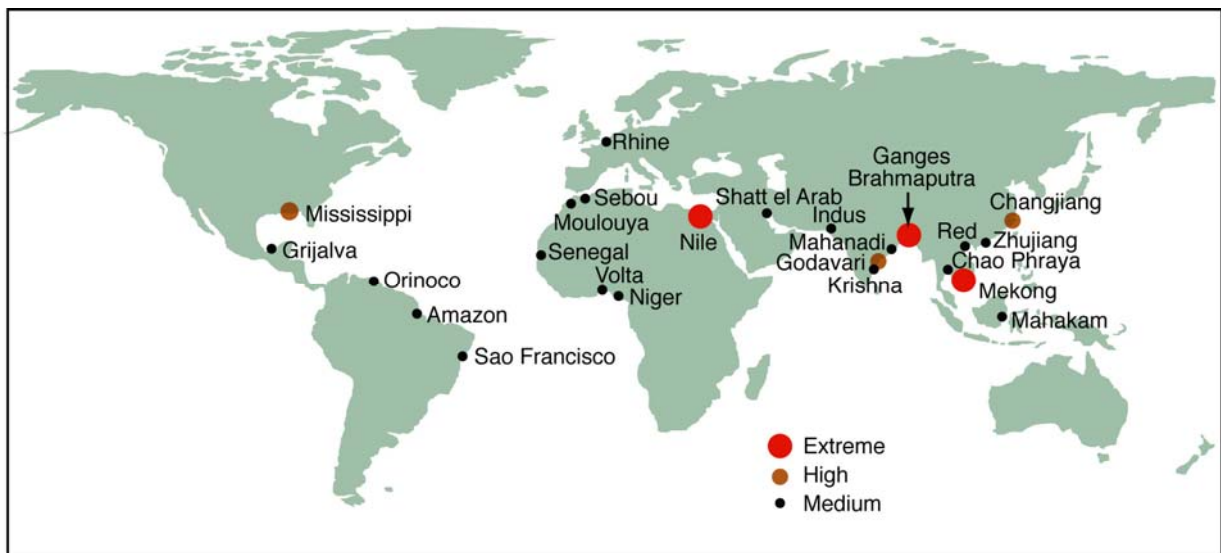 Rhine
Ganges
Brahmaputra
Sebou
Moulouya
Shatt el Arab
Indus
Changjiang
Mississippi
Nile
Mahanadi
Red
Zhujiang
Grijalva
Senegal
Godavari
Chao Phraya
Krishna
Volta
Orinoco
Niger
Mekong
Amazon
Mahakam
Sao Francisco
Extreme
High
Medium